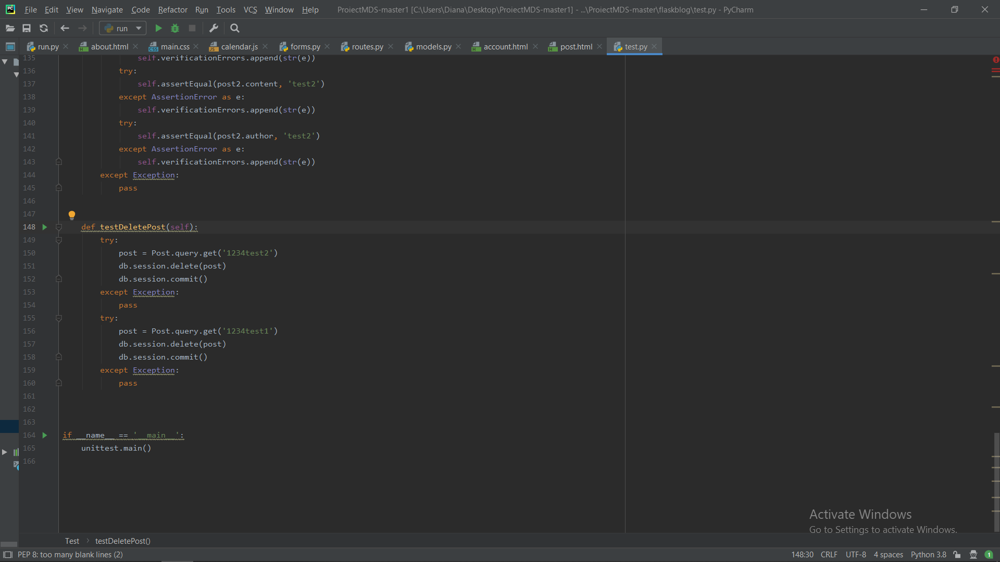 PC File Edit View Navigate Code Refactor Run Tools VCS Window Help ProiectMDS-master1 [C:\Users\Diana\Desktop\ProiectMDS-master1] - ...\ProiectMDS-master\flaskblog\test.py - PyCharm
run
run.py about.html main.css calendar.js forms.py routes.py models.py account.html post.html test.py
135 self.verificationErrors.append(str(e))
136 try:
137 self.assertEqual(post2.content, 'test2')
138 except AssertionError as e:
139 self.verificationErrors.append(str(e))
140 try:
141 self.assertEqual(post2.author, 'test2')
142 except AssertionError as e:
143 self.verificationErrors.append(str(e))
144 except Exception:
145 pass
146
147
148 def testDeletePost(self):
149 try:
150 post = Post.query.get('1234test2')
151 db.session.delete(post)
152 db.session.commit()
153 except Exception:
154 pass
155 try:
156 post = Post.query.get('1234test1')
157 db.session.delete(post)
158 db.session.commit()
159 except Exception:
160 pass
161
162
163
164 if __name__ == '__main__':
165 unittest.main()
166
Activate Windows
Go to Settings to activate Windows.
Test testDeletePost()
PEP 8: too many blank lines (2) 148:30 CRLF UTF-8 4 spaces Python 3.8 1